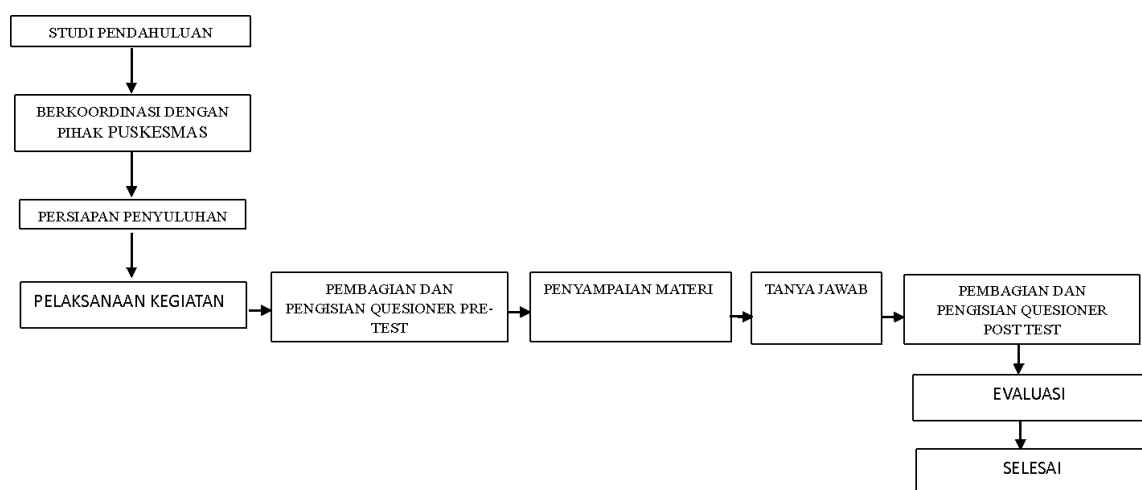 STUDI PENDAHULUAN
BERKOORDINASI DENGAN
PIHAK PUSKESMAS
PERSIAPAN PENYULUHAN
PELAKSANAAN KEGIATAN
PEMBAGIAN DAN
PENGISIAN QUESIONER PRE-
TEST
PENYAMPAIAN MATERI
TANYA JAWAB
PEMBAGIAN DAN
PENGISIAN QUESIONER
POST TEST
EVALUASI
SELESAI